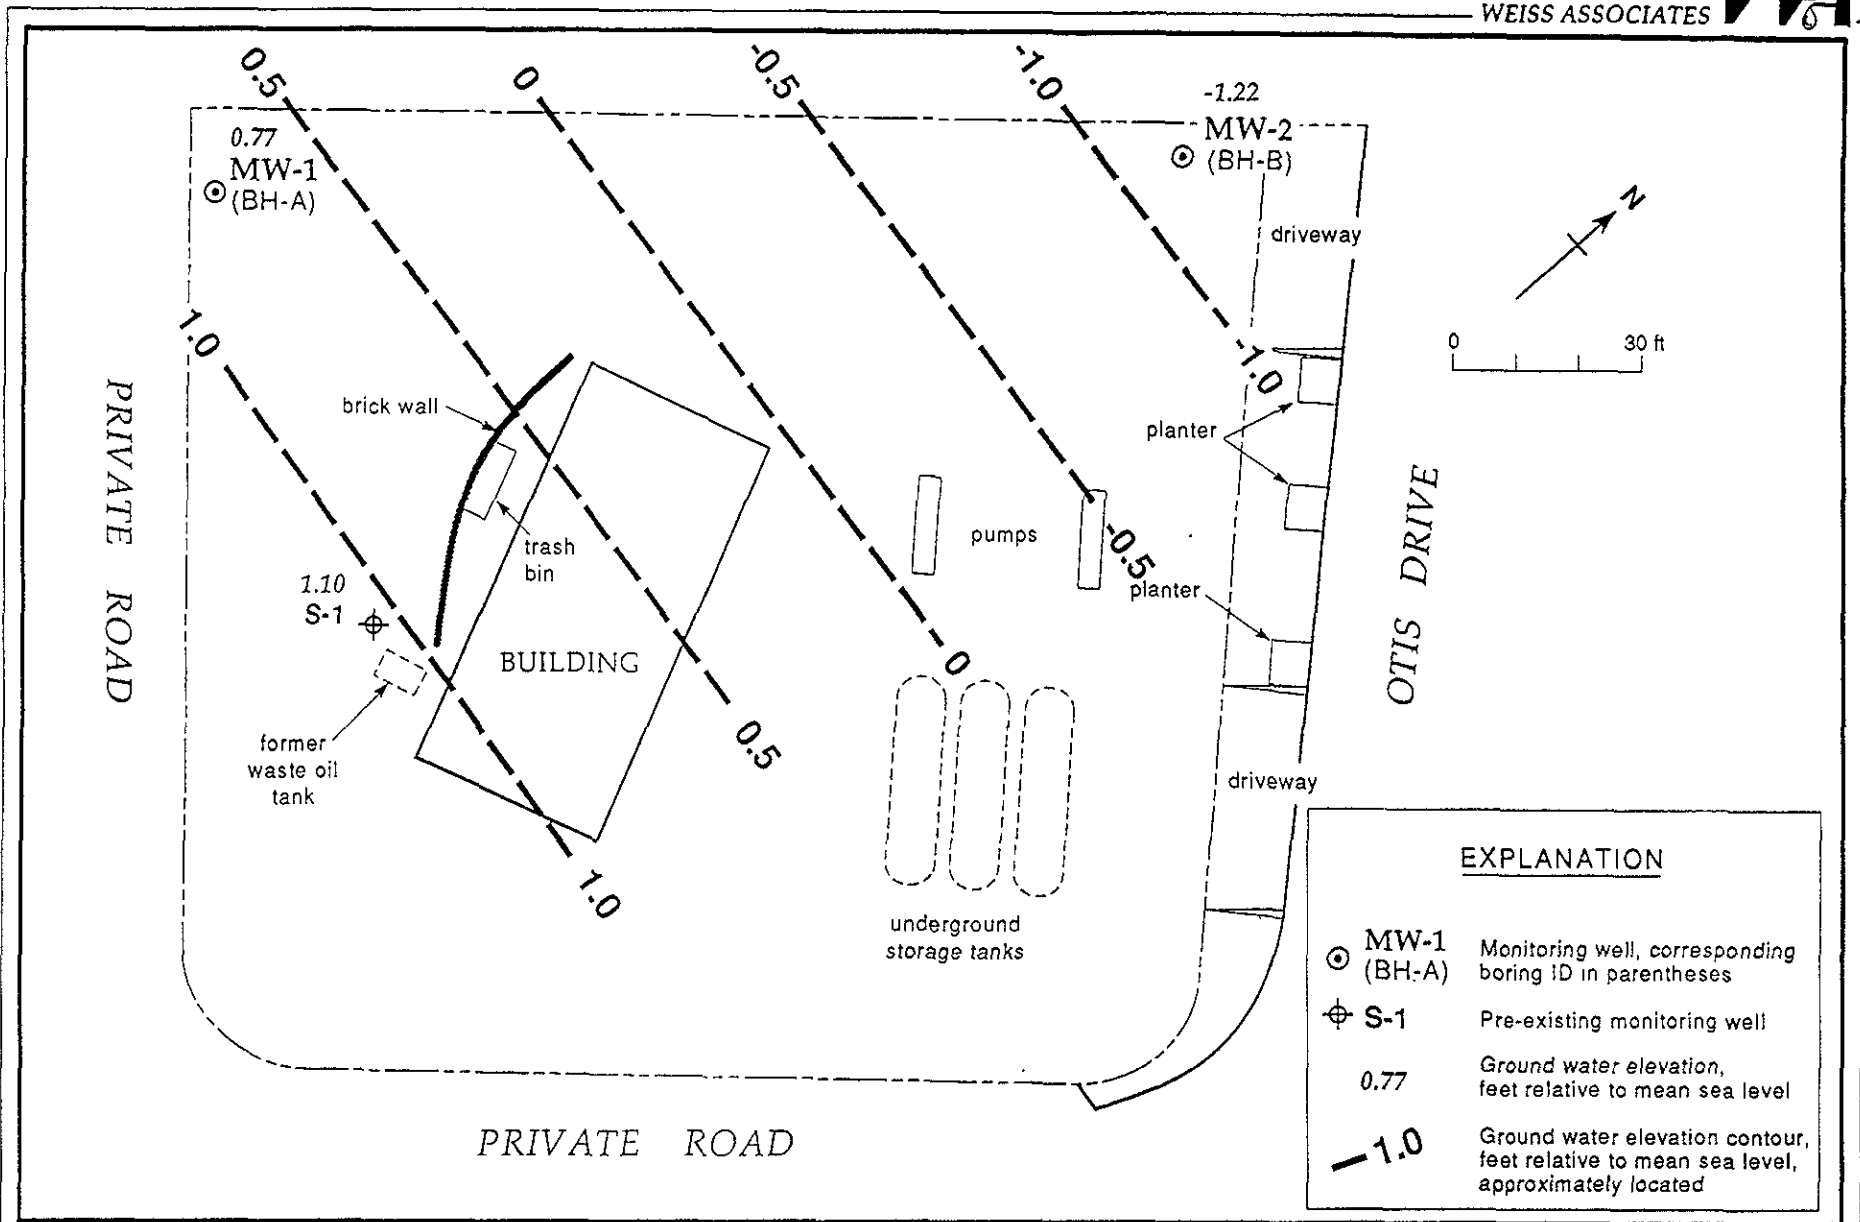 WEISS ASSOCIATES
0.5
0
-0.5
-1.0
-1.22
MW-2
(BH-B)
0.77
MW-1
(BH-A)
N
driveway
1.0
0
30 ft
-1.0
PRIVATE ROAD
brick wall
planter
OTIS DRIVE
pumps
-0.5
trash
bin
1.10
S-1
planter
BUILDING
0
0.5
former
waste oil
tank
driveway
1.0
underground
storage tanks
PRIVATE ROAD
EXPLANATION
MW-1
(BH-A)
Monitoring well, corresponding
boring ID in parentheses
S-1
Pre-existing monitoring well
0.77
Ground water elevation,
feet relative to mean sea level
1.0
Ground water elevation contour,
feet relative to mean sea level,
approximately located